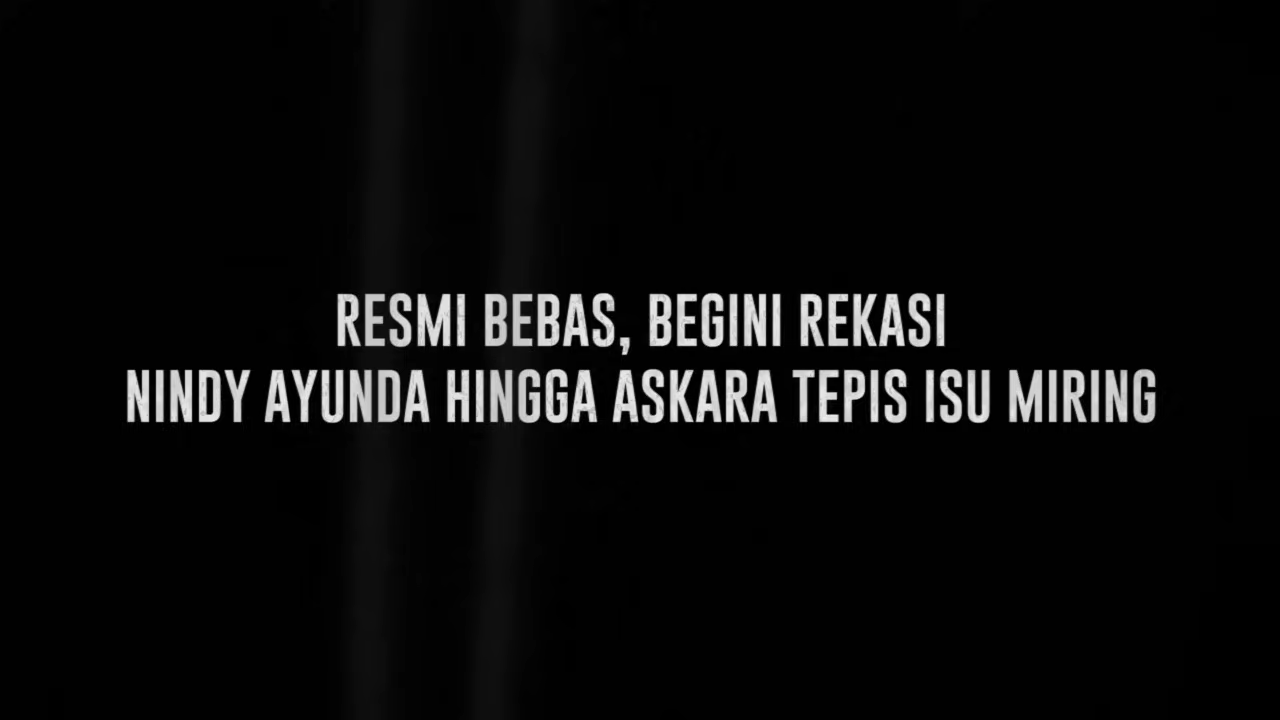 RESMI BEBAS, BEGINI REKASI
NINDY AYUNDA HINGGA ASKARA TEPIS ISU MIRING